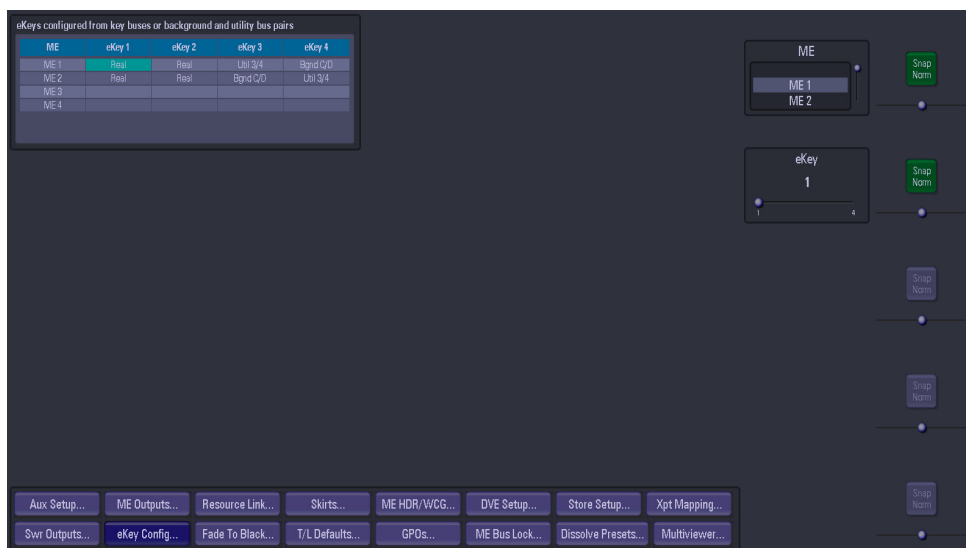 eKeys configured from key buses or background and utility bus pairs
ME eKey 1 eKey 2 eKey 3 eKey 4
ME 1 Real Real Util 3/4 Bgnd C/D
ME 2 Real Real Bgnd C/D Util 3/4
ME 3
ME 4
ME
ME 1
ME 2
Snap
Norm
eKey
1
1 4
Snap
Norm
Snap
Norm
Snap
Norm
Snap
Norm
Aux Setup... ME Outputs... Resource Link... Skirts... ME HDR/WCG... DVE Setup... Store Setup... Xpt Mapping...
Swr Outputs... eKey Config... Fade To Black... T/L Defaults... GPOs... ME Bus Lock... Dissolve Presets... Multiviewer...